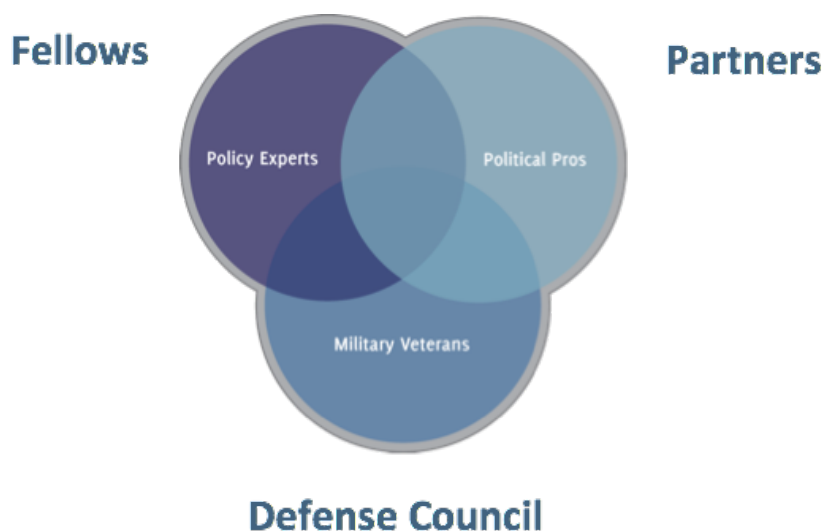 Fellows
Partners
Policy Experts
Political Pros
Military Veterans
Defense Council